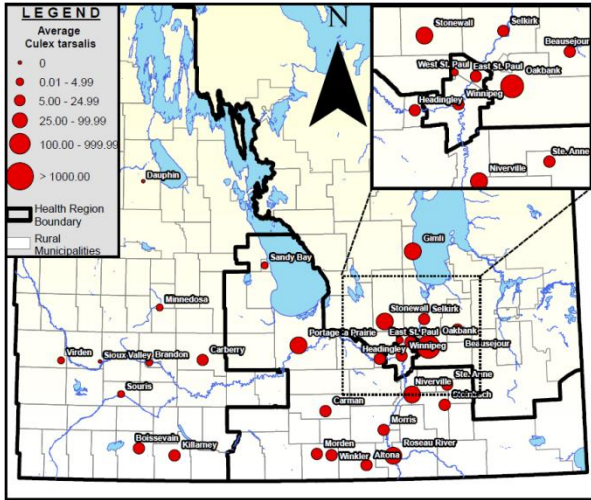 LEGEND
Average
Culex tarsalis
0
0.01 - 4.99
5.00 - 24.99
25.00 - 99.99
100.00 - 999.99
> 1000.00
Health Region
Boundary
Rural
Municipalities
N
Stonewall
Selkirk
Beausejour
West St. Paul
East St. Paul
Oakbank
Headingley
Winnipeg
Ste. Anne
Niverville
Dauphin
Gimli
Sandy Bay
Minnedosa
Stonewall
Selkirk
Portage la Prairie
East St. Paul
Oakbank
Winnipeg
Beausejour
Headingley
Virden
Sioux Valley
Brandon
Carberry
Ste. Anne
Niverville
Steinbach
Souris
Carman
Morris
Boissevain
Killarney
Morden
Winkler
Altona
Roseau River